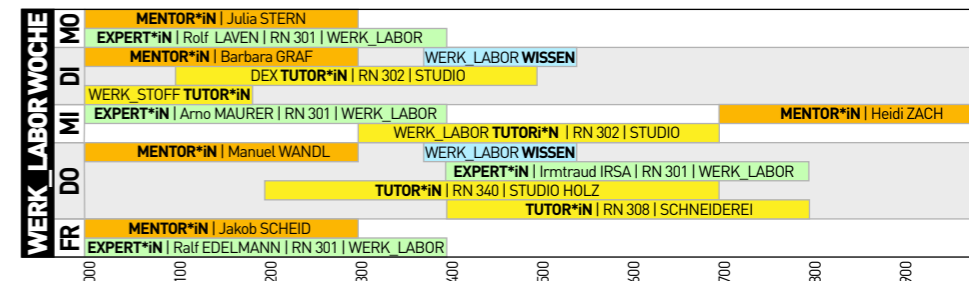 WERK_LABOR WOCHE
MO
MENTOR*iN | Julia STERN
EXPERT*iN | Rolf LAVEN | RN 301 | WERK_LABOR
DI
MENTOR*iN | Barbara GRAF
WERK_LABOR WISSEN
DEX TUTOR*iN | RN 302 | STUDIO
WERK_STOFF TUTOR*iN
MI
EXPERT*iN | Arno MAURER | RN 301 | WERK_LABOR
MENTOR*iN | Heidi ZACH
WERK_LABOR TUTORi*N | RN 302 | STUDIO
DO
MENTOR*iN | Manuel WANDL
WERK_LABOR WISSEN
EXPERT*iN | Irmtraud IRSA | RN 301 | WERK_LABOR
TUTOR*iN | RN 340 | STUDIO HOLZ
TUTOR*iN | RN 308 | SCHNEIDEREI
FR
MENTOR*iN | Jakob SCHEID
EXPERT*iN | Ralf EDELMANN | RN 301 | WERK_LABOR